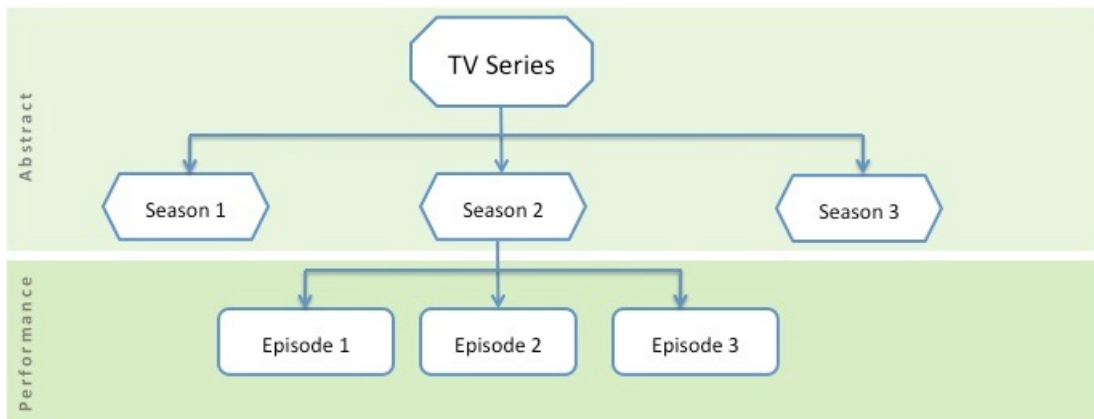 TV Series
Abstract
Season 1
Season 2
Season 3
Performance
Episode 1
Episode 2
Episode 3